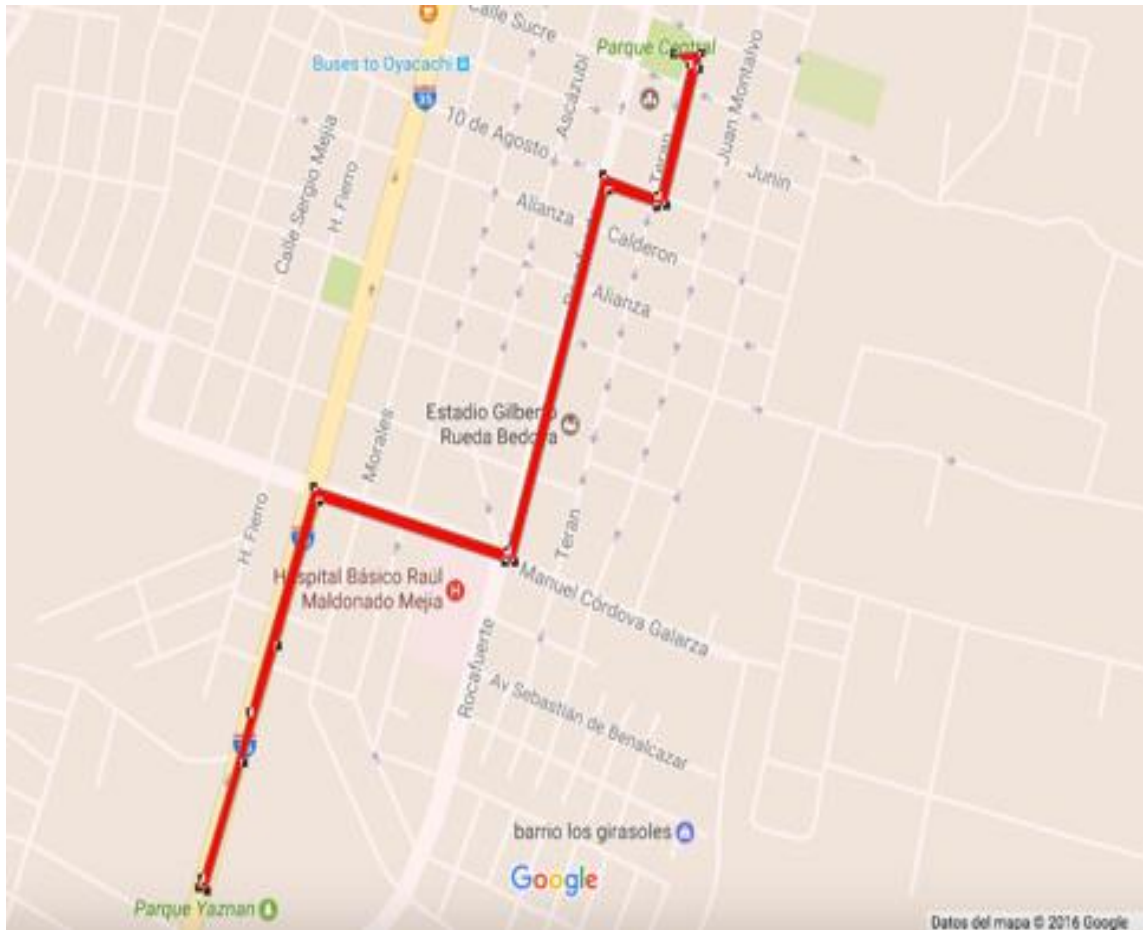 Calle Sucre
Parque Central
Buses to Oyacachi
35
Ascázubi
Juan Montalvo
10 de Agosto
Teran
Junin
Calle Sergio Mejia
H. Fierro
Alianza
Calderon
Alianza
Estadio Gilberto
Rueda Bedoya
Morales
H. Fierro
Teran
Hospital Básico Raúl
Maldonado Mejia
H
Manuel Córdova Galarza
Rocafuerte
Av Sebastián de Benalcazar
barrio los girasoles
Google
Parque Yaznan
Datos del mapa © 2016 Google